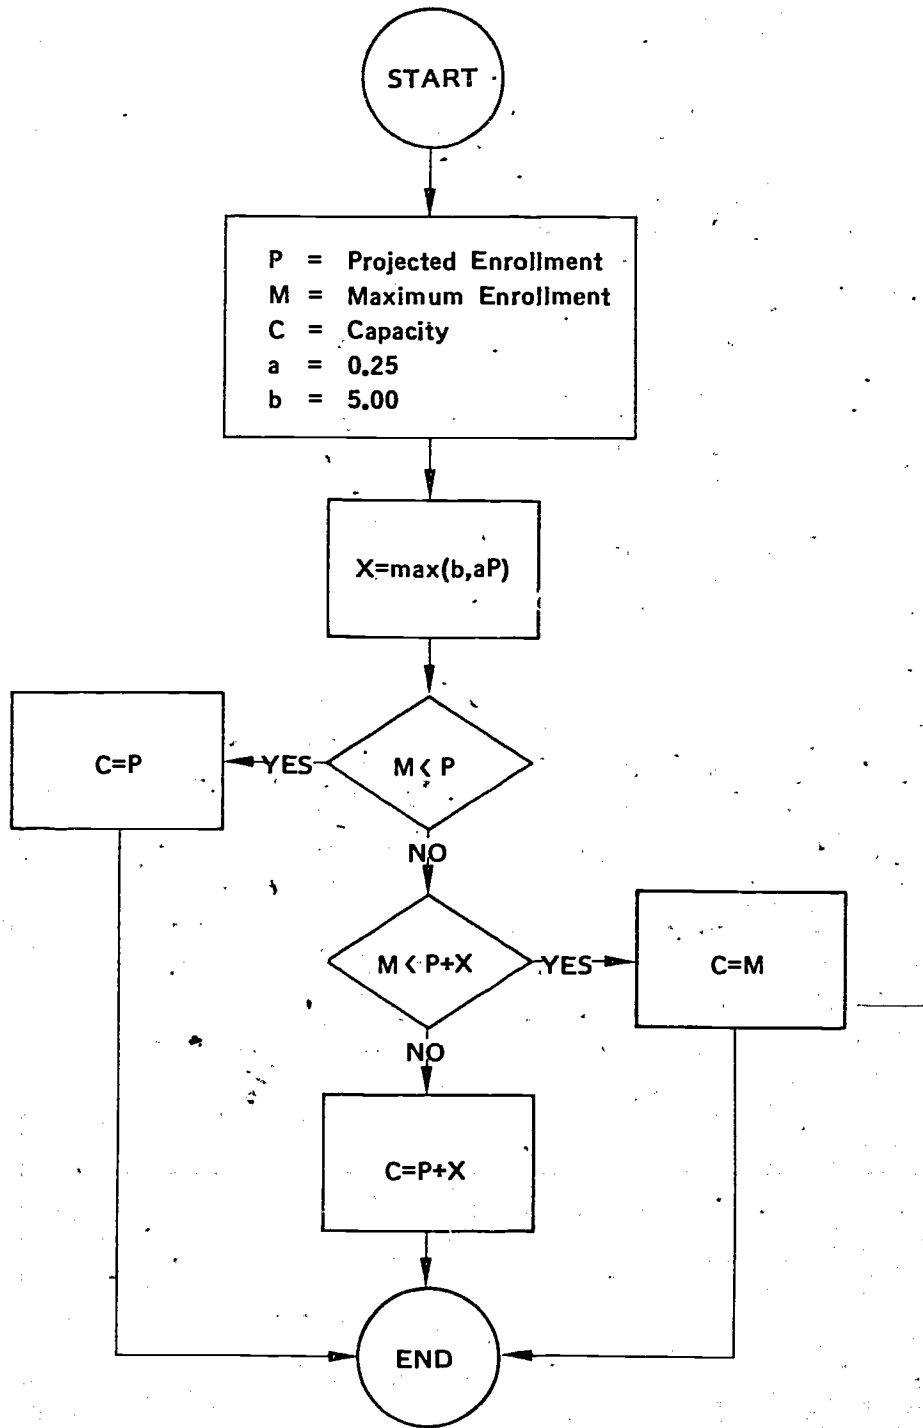 START
P = Projected Enrollment
M = Maximum Enrollment
C = Capacity
a = 0.25
b = 5.00
X=max(b,aP)
C=P
YES
M < P
NO
M < P+X
YES
C=M
NO
C=P+X
END